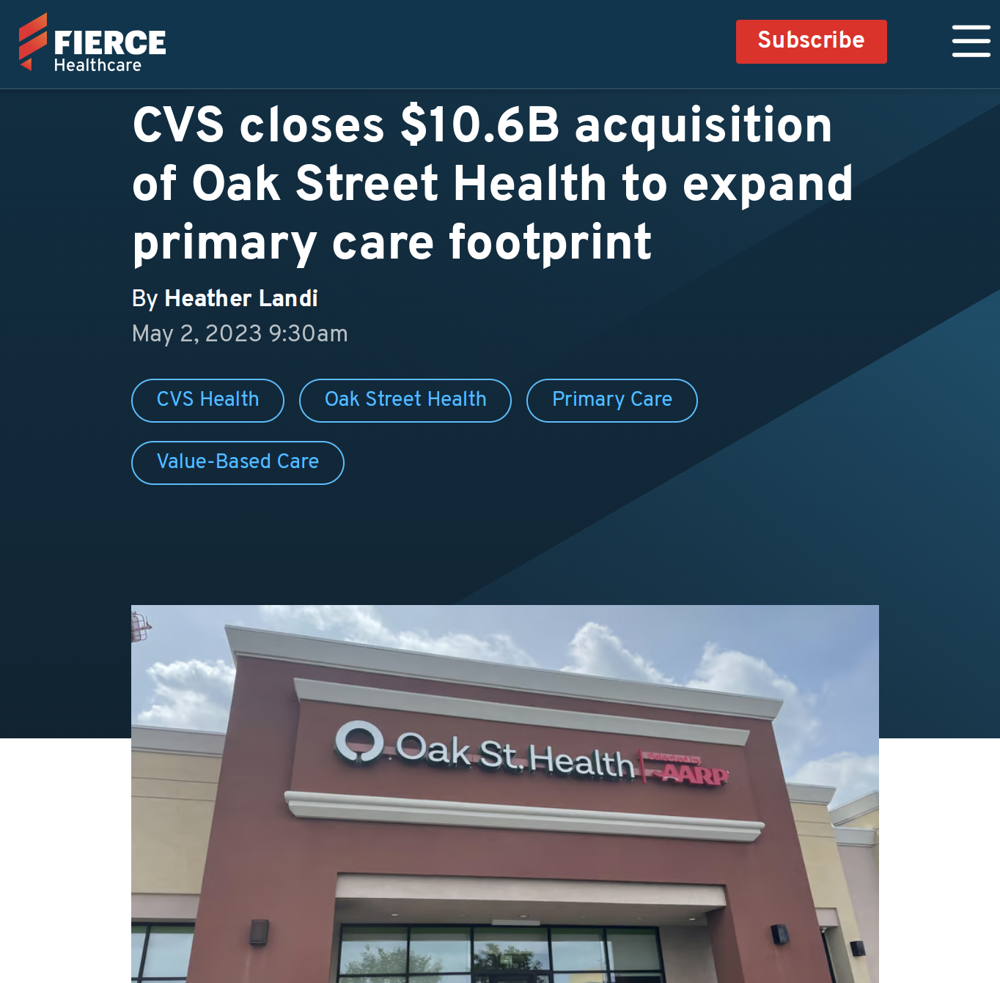 FIERCE
Healthcare
Subscribe
CVS closes $10.6B acquisition
of Oak Street Health to expand
primary care footprint
By Heather Landi
May 2, 2023 9:30am
CVS Health
Oak Street Health
Primary Care
Value-Based Care
Oak St. Health
Selected by
AARP